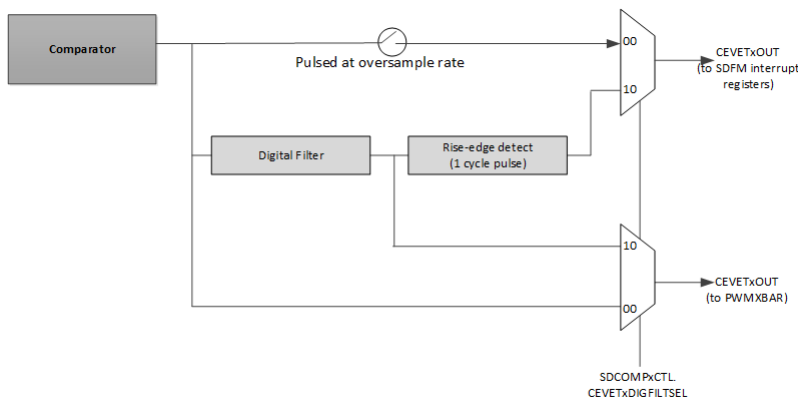 Comparator
Pulsed at oversample rate
00
10
CEVETxOUT
(to SDFM interrupt
registers)
Digital Filter
Rise-edge detect
(1 cycle pulse)
10
00
CEVETxOUT
(to PWMXBAR)
SDCOMPxCTL.
CEVETxDIGFILTSEL